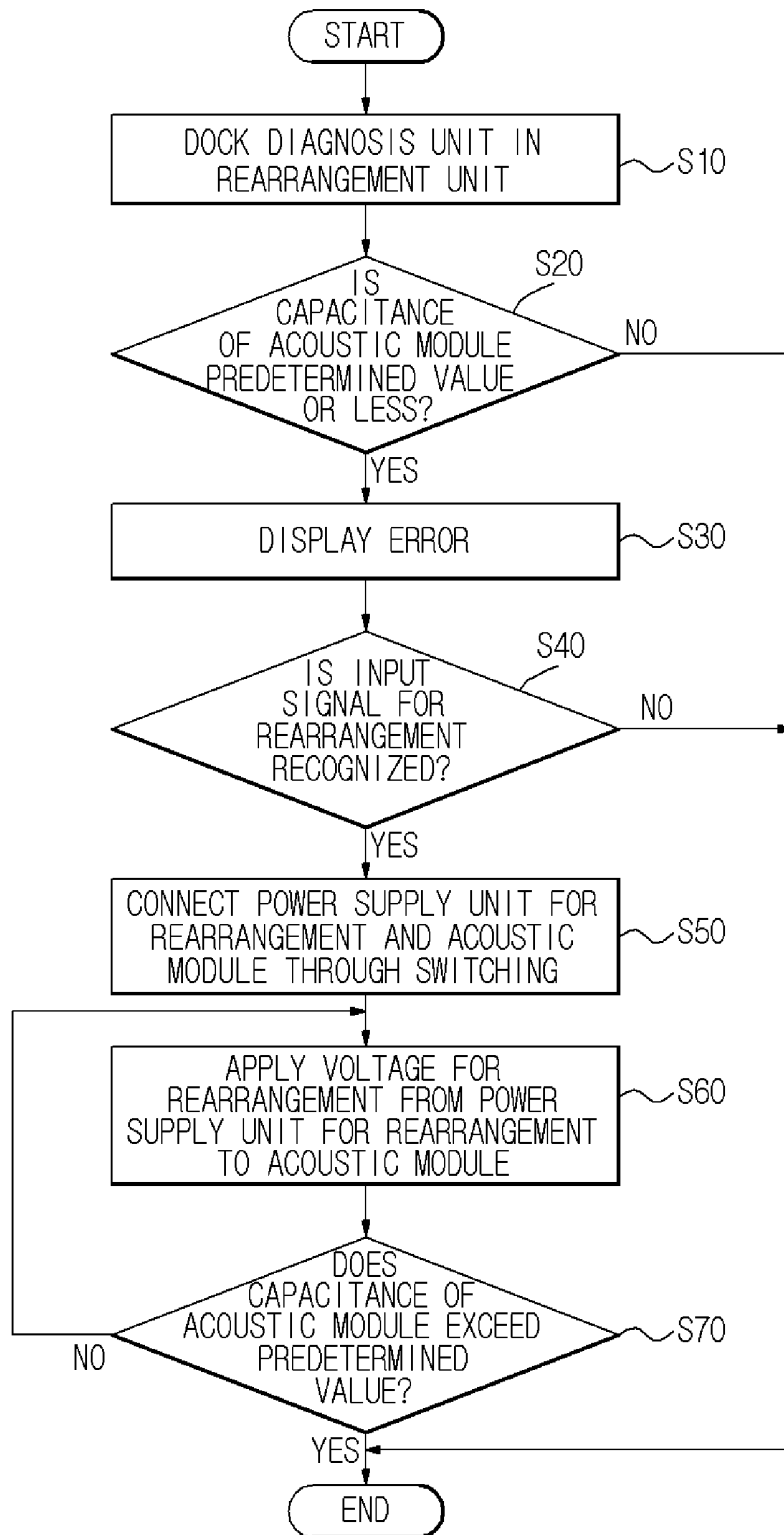 START
DOCK DIAGNOSIS UNIT IN
REARRANGEMENT UNIT
S10
S20
IS
CAPACITANCE
OF ACOUSTIC MODULE
PREDETERMINED VALUE
OR LESS?
NO
YES
DISPLAY ERROR
S30
S40
IS INPUT
SIGNAL FOR
REARRANGEMENT
RECOGNIZED?
NO
YES
CONNECT POWER SUPPLY UNIT FOR
REARRANGEMENT AND ACOUSTIC
MODULE THROUGH SWITCHING
S50
APPLY VOLTAGE FOR
REARRANGEMENT FROM POWER
SUPPLY UNIT FOR REARRANGEMENT
TO ACOUSTIC MODULE
S60
DOES
CAPACITANCE OF
ACOUSTIC MODULE EXCEED
PREDETERMINED
VALUE?
S70
NO
YES
END